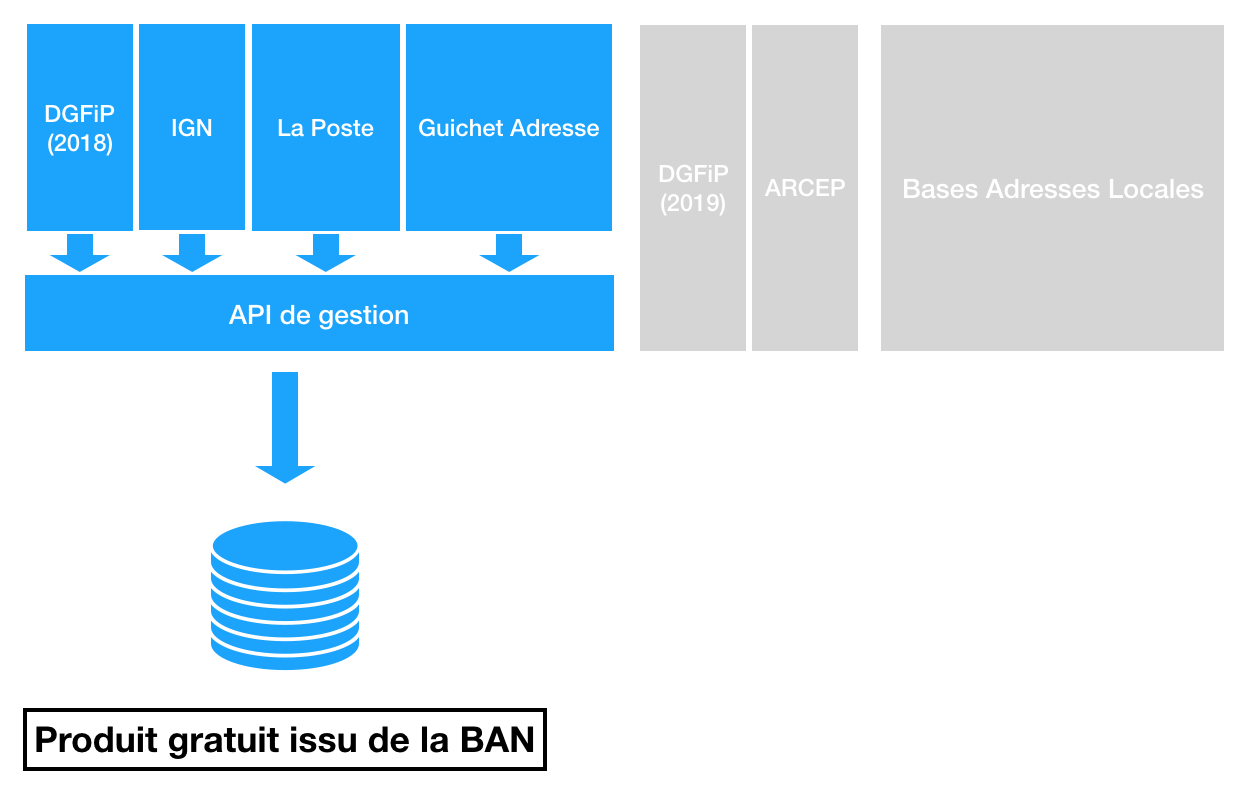 DGFiP
(2018)
IGN
La Poste
Guichet Adresse
DGFiP
(2019)
ARCEP
Bases Adresses Locales
API de gestion
Produit gratuit issu de la BAN